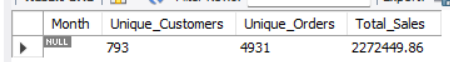 Month Unique_Customers Unique_Orders Total_Sales
NULL 793 4931 2272449.86